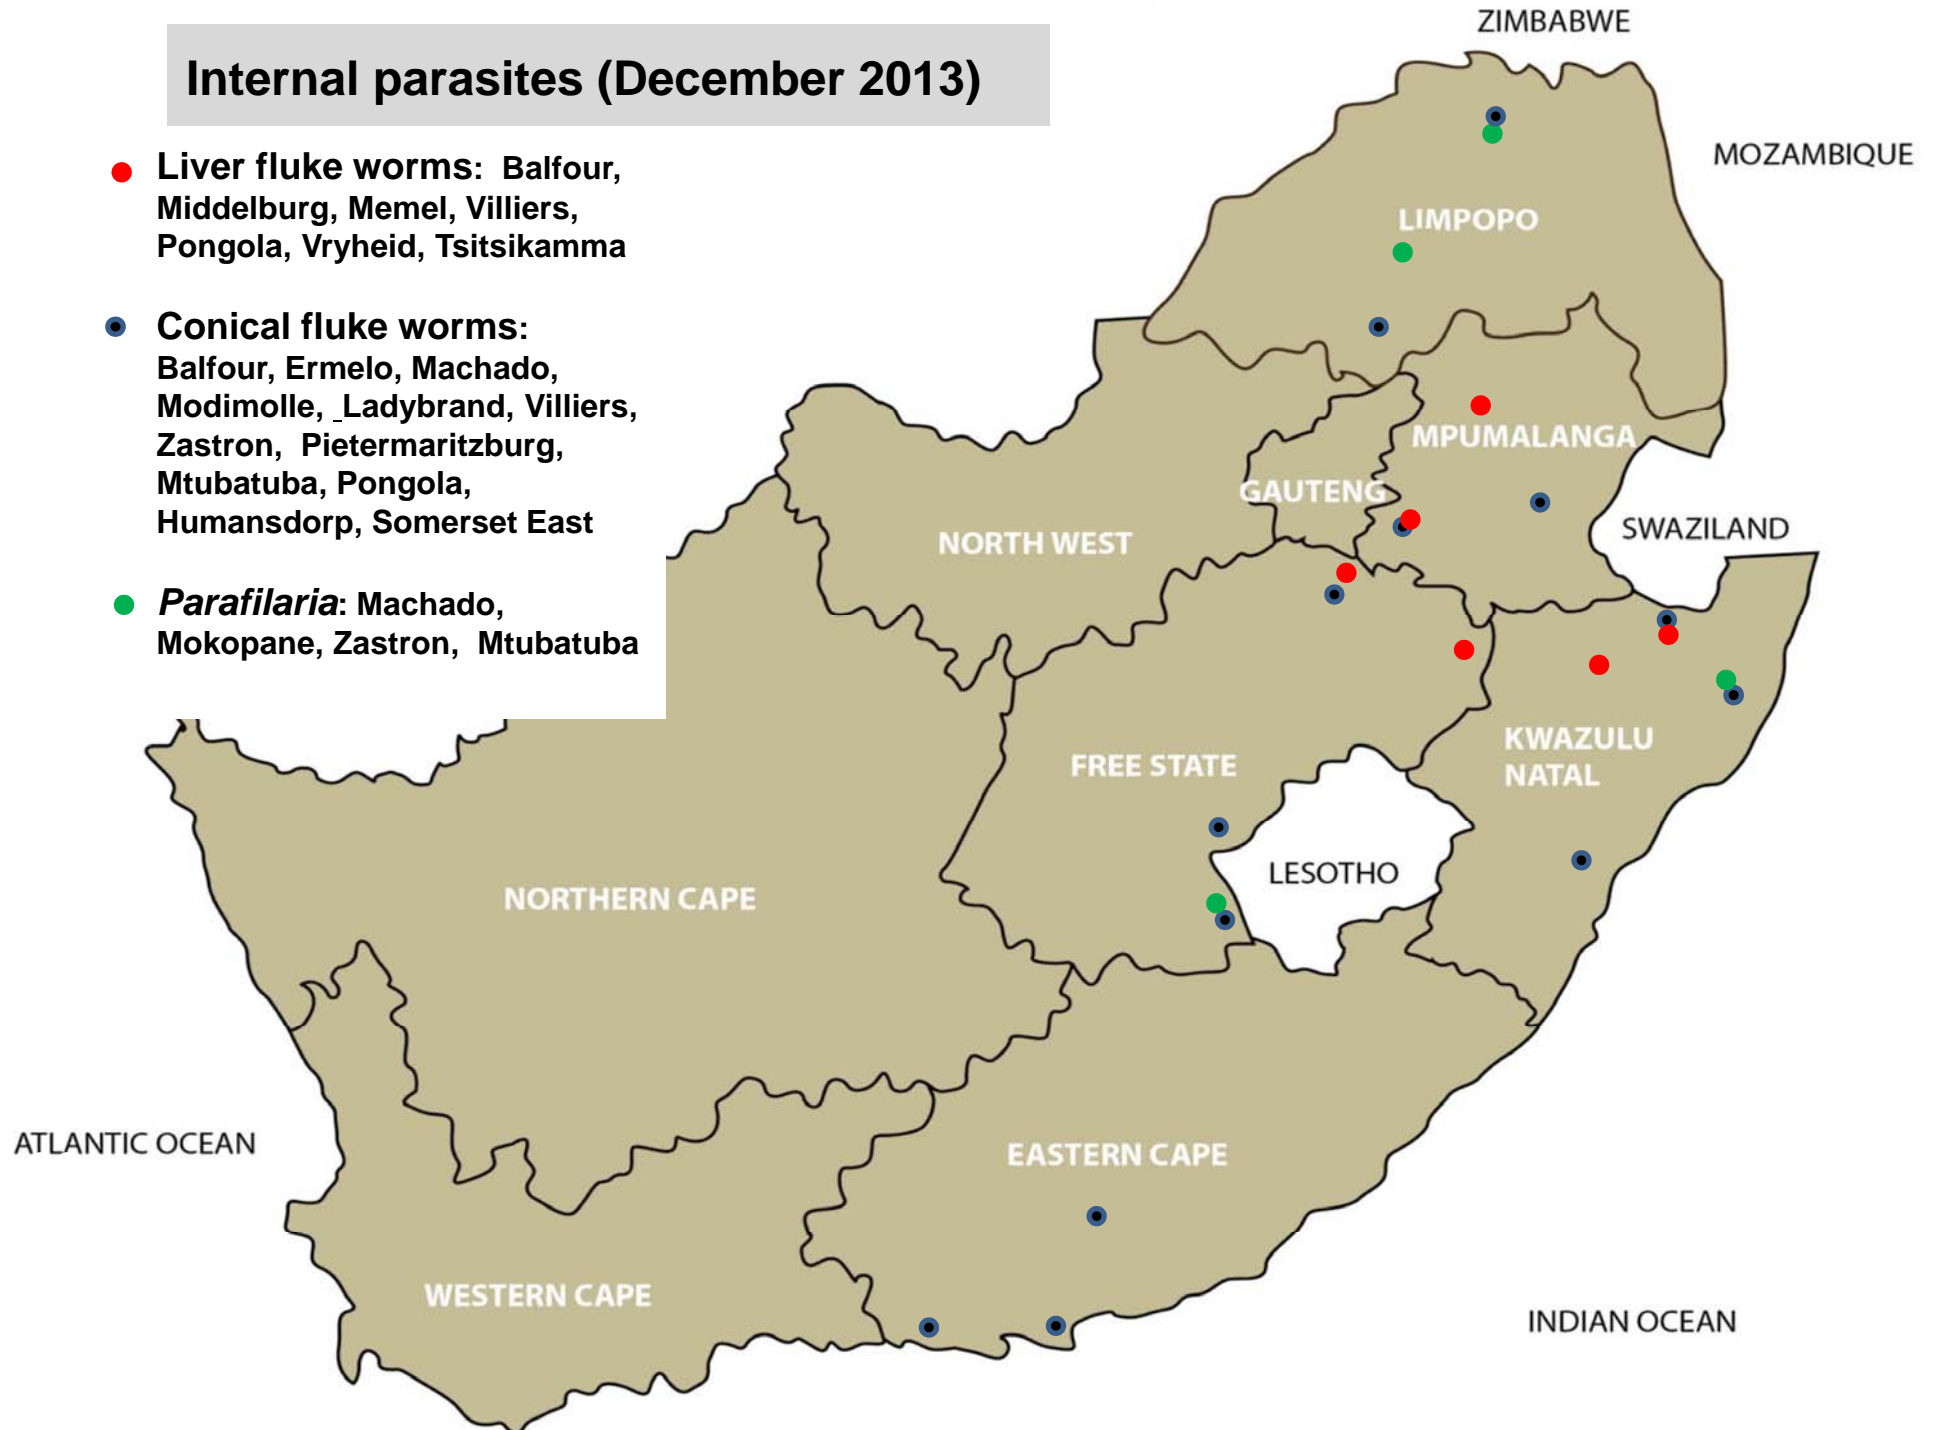 Internal parasites (December 2013)
Liver fluke worms: Balfour,
Middelburg, Memel, Villiers,
Pongola, Vryheid, Tsitsikamma
Conical fluke worms:
Balfour, Ermelo, Machado,
Modimolle, _Ladybrand, Villiers,
Zastron, Pietermaritzburg,
Mtubatuba, Pongola,
Humansdorp, Somerset East
Parafilaria: Machado,
Mokopane, Zastron, Mtubatuba
ZIMBABWE
MOZAMBIQUE
LIMPOPO
MPUMALANGA
GAUTENG
NORTH WEST
SWAZILAND
KWAZULU
NATAL
FREE STATE
LESOTHO
NORTHERN CAPE
ATLANTIC OCEAN
EASTERN CAPE
WESTERN CAPE
INDIAN OCEAN